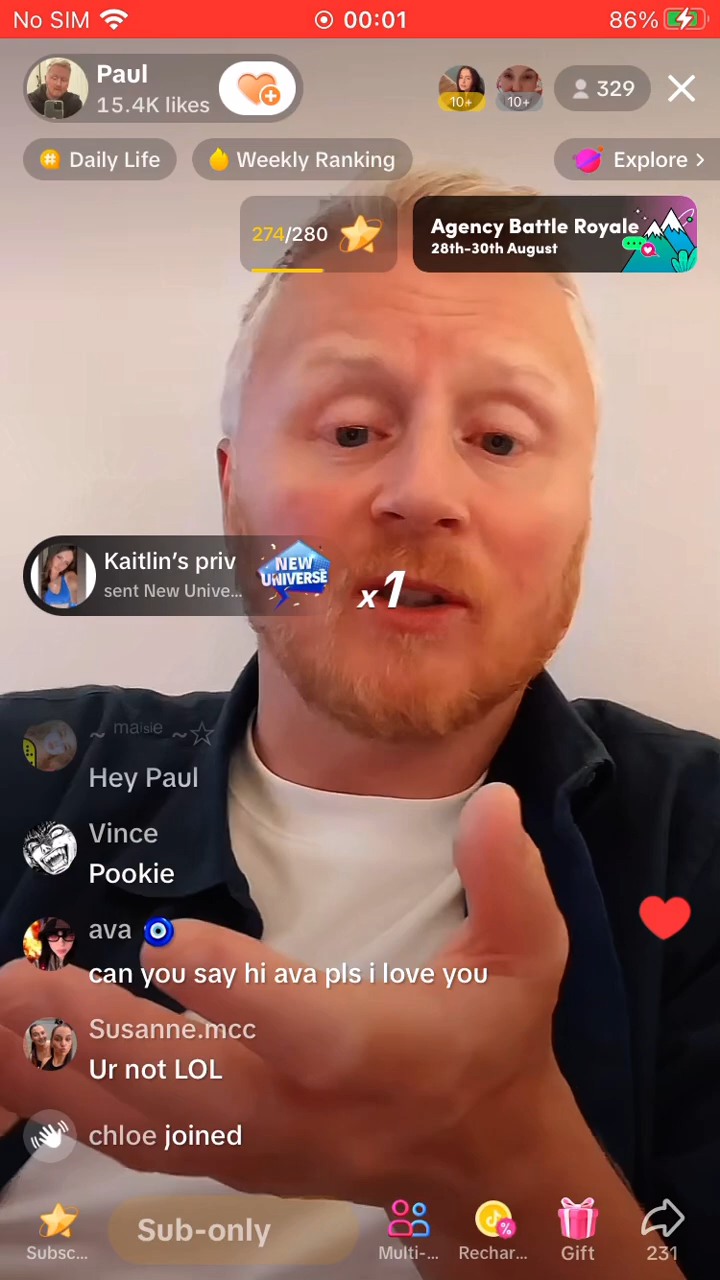 No SIM 00:01 86%
Paul
15.4K likes
10+ 10+ 329
# Daily Life Weekly Ranking Explore >
274/280
Agency Battle Royale
28th-30th August
Kaitlin's priv
sent New Unive...
NEW
UNIVERSE
x1
~ maisie ~☆
Hey Paul
Vince
Pookie
ava 🧿
can you say hi ava pls i love you
Susanne.mcc
Ur not LOL
chloe joined
Sub-only
Subsc... Multi-... Rechar... Gift 231